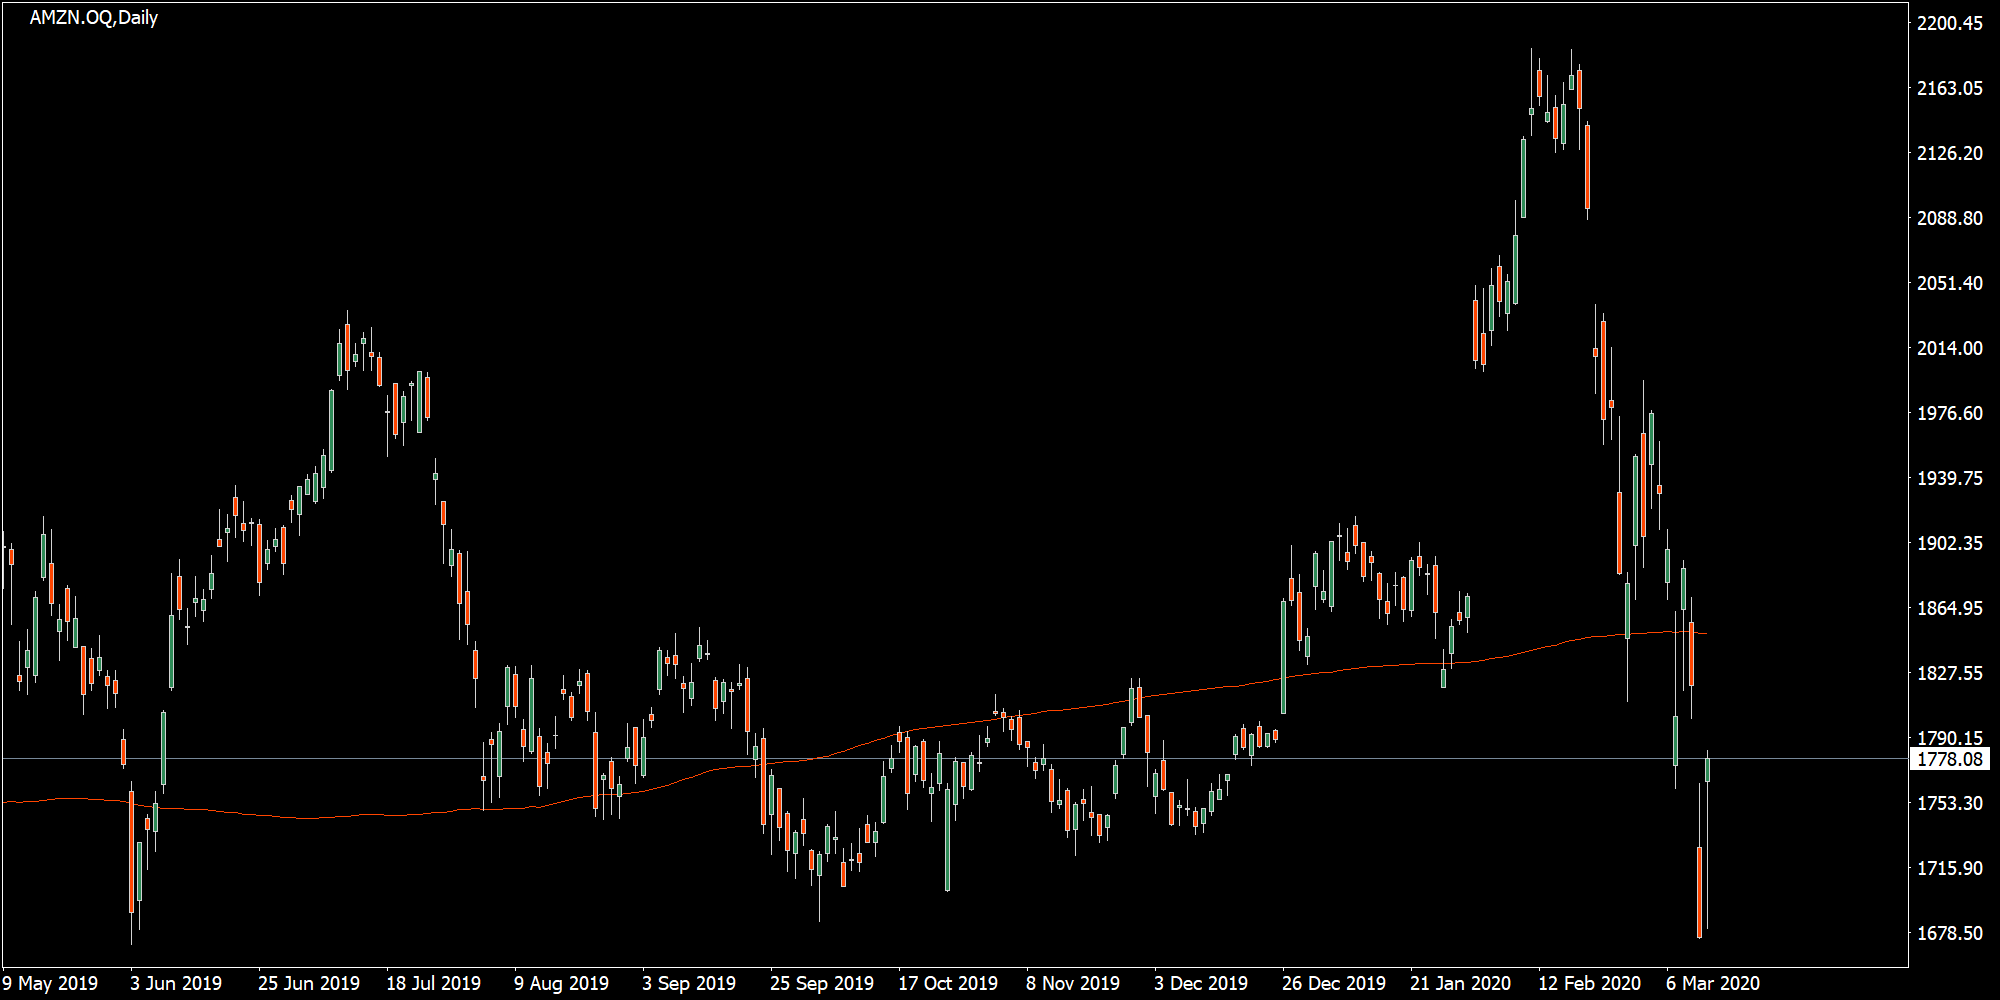 AMZN.OQ,Daily
2200.45
2163.05
2126.20
2088.80
2051.40
2014.00
1976.60
1939.75
1902.35
1864.95
1827.55
1790.15
1778.08
1753.30
1715.90
1678.50
9 May 2019
3 Jun 2019
25 Jun 2019
18 Jul 2019
9 Aug 2019
3 Sep 2019
25 Sep 2019
17 Oct 2019
8 Nov 2019
3 Dec 2019
26 Dec 2019
21 Jan 2020
12 Feb 2020
6 Mar 2020